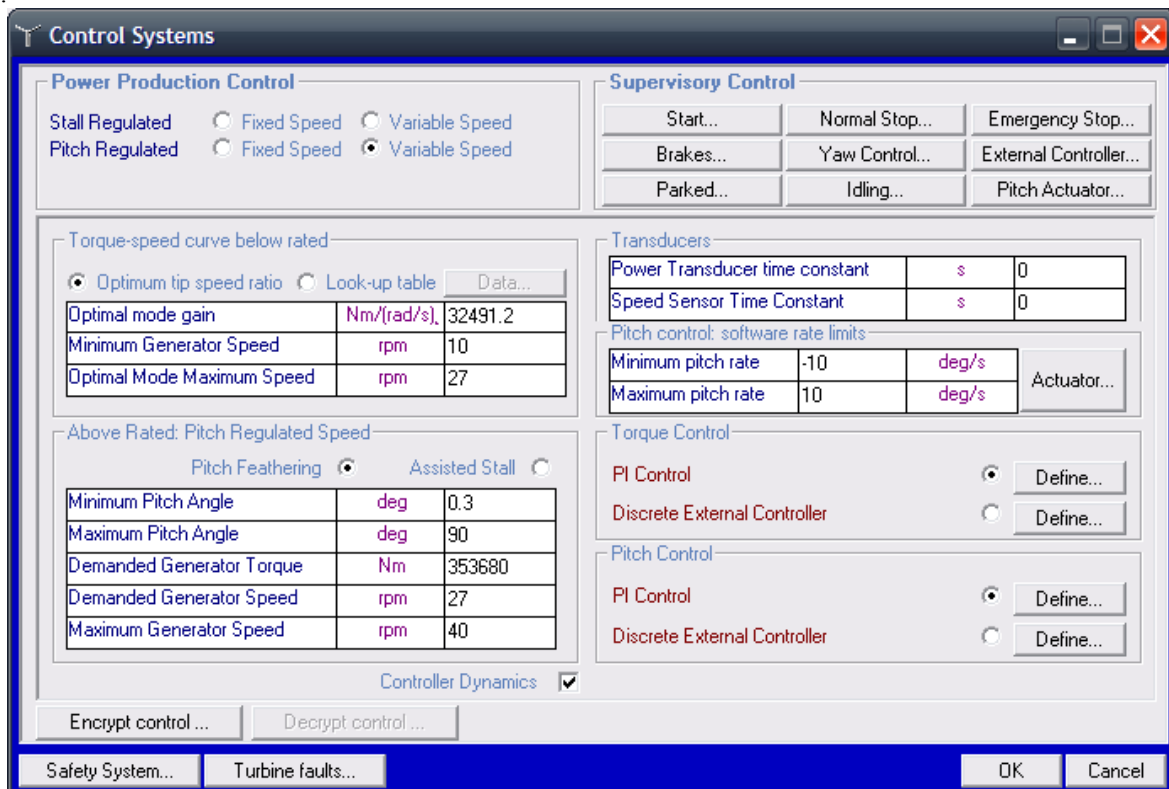 Control Systems
Power Production Control
Stall Regulated Fixed Speed Variable Speed
Pitch Regulated Fixed Speed Variable Speed
Supervisory Control
Start... Normal Stop... Emergency Stop...
Brakes... Yaw Control... External Controller...
Parked... Idling... Pitch Actuator...
Torque-speed curve below rated
Optimum tip speed ratio Look-up table Data...
Optimal mode gain Nm/(rad/s) 32491.2
Minimum Generator Speed rpm 10
Optimal Mode Maximum Speed rpm 27
Transducers
Power Transducer time constant s 0
Speed Sensor Time Constant s 0
Pitch control: software rate limits
Minimum pitch rate -10 deg/s
Maximum pitch rate 10 deg/s
Actuator...
Above Rated: Pitch Regulated Speed
Pitch Feathering Assisted Stall
Minimum Pitch Angle deg 0.3
Maximum Pitch Angle deg 90
Demanded Generator Torque Nm 353680
Demanded Generator Speed rpm 27
Maximum Generator Speed rpm 40
Torque Control
PI Control Define...
Discrete External Controller Define...
Pitch Control
PI Control Define...
Discrete External Controller Define...
Controller Dynamics
Encrypt control ... Decrypt control ...
Safety System... Turbine faults... OK Cancel